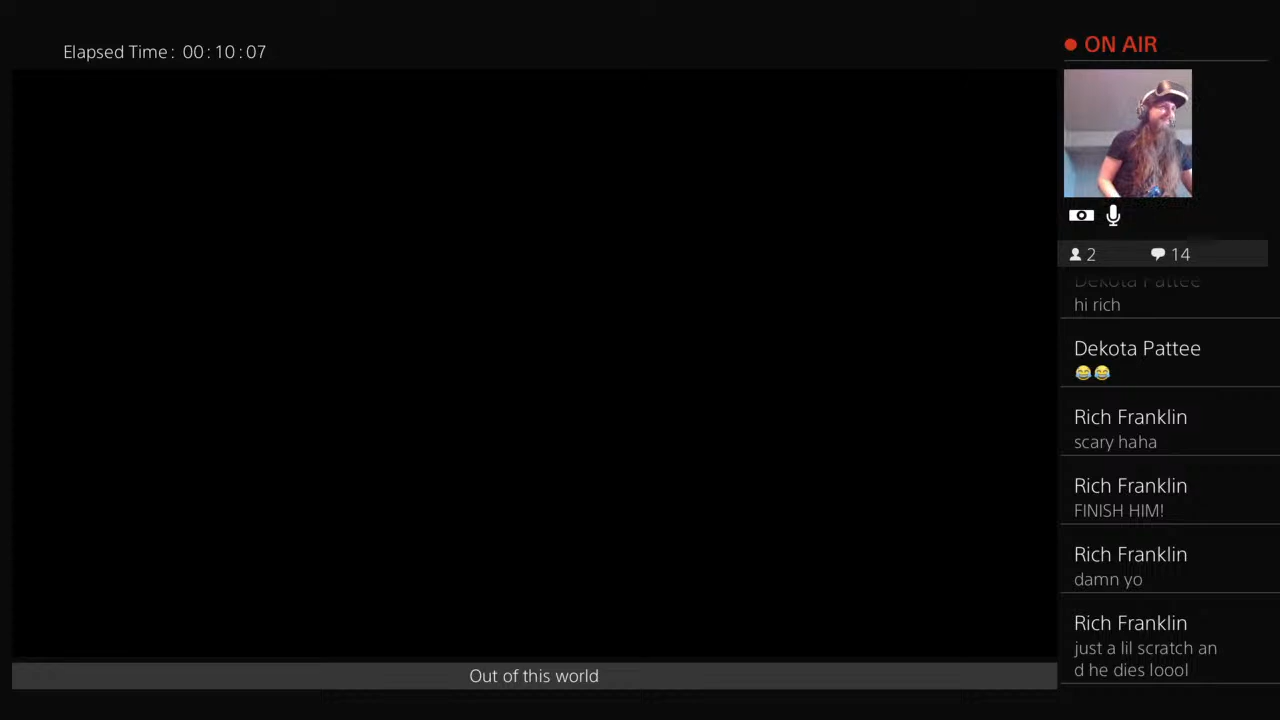 Elapsed Time: 00:10:07
ON AIR
2 14
Dekota Pattee
hi rich
Dekota Pattee
😂😂
Rich Franklin
scary haha
Rich Franklin
FINISH HIM!
Rich Franklin
damn yo
Rich Franklin
just a lil scratch an
d he dies loool
Out of this world